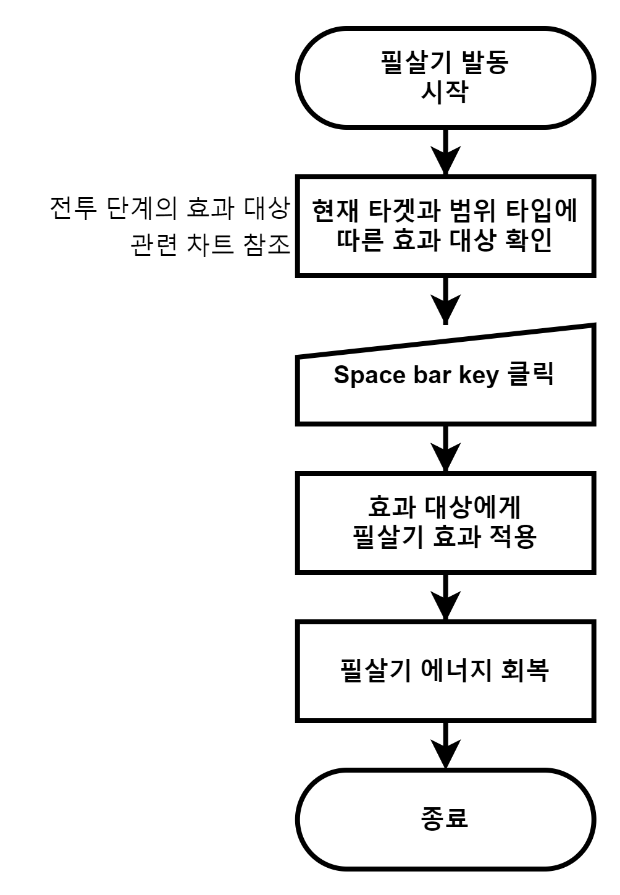 필살기 발동
시작
전투 단계의 효과 대상
관련 차트 참조
현재 타겟과 범위 타입에
따른 효과 대상 확인
Space bar key 클릭
효과 대상에게
필살기 효과 적용
필살기 에너지 회복
종료